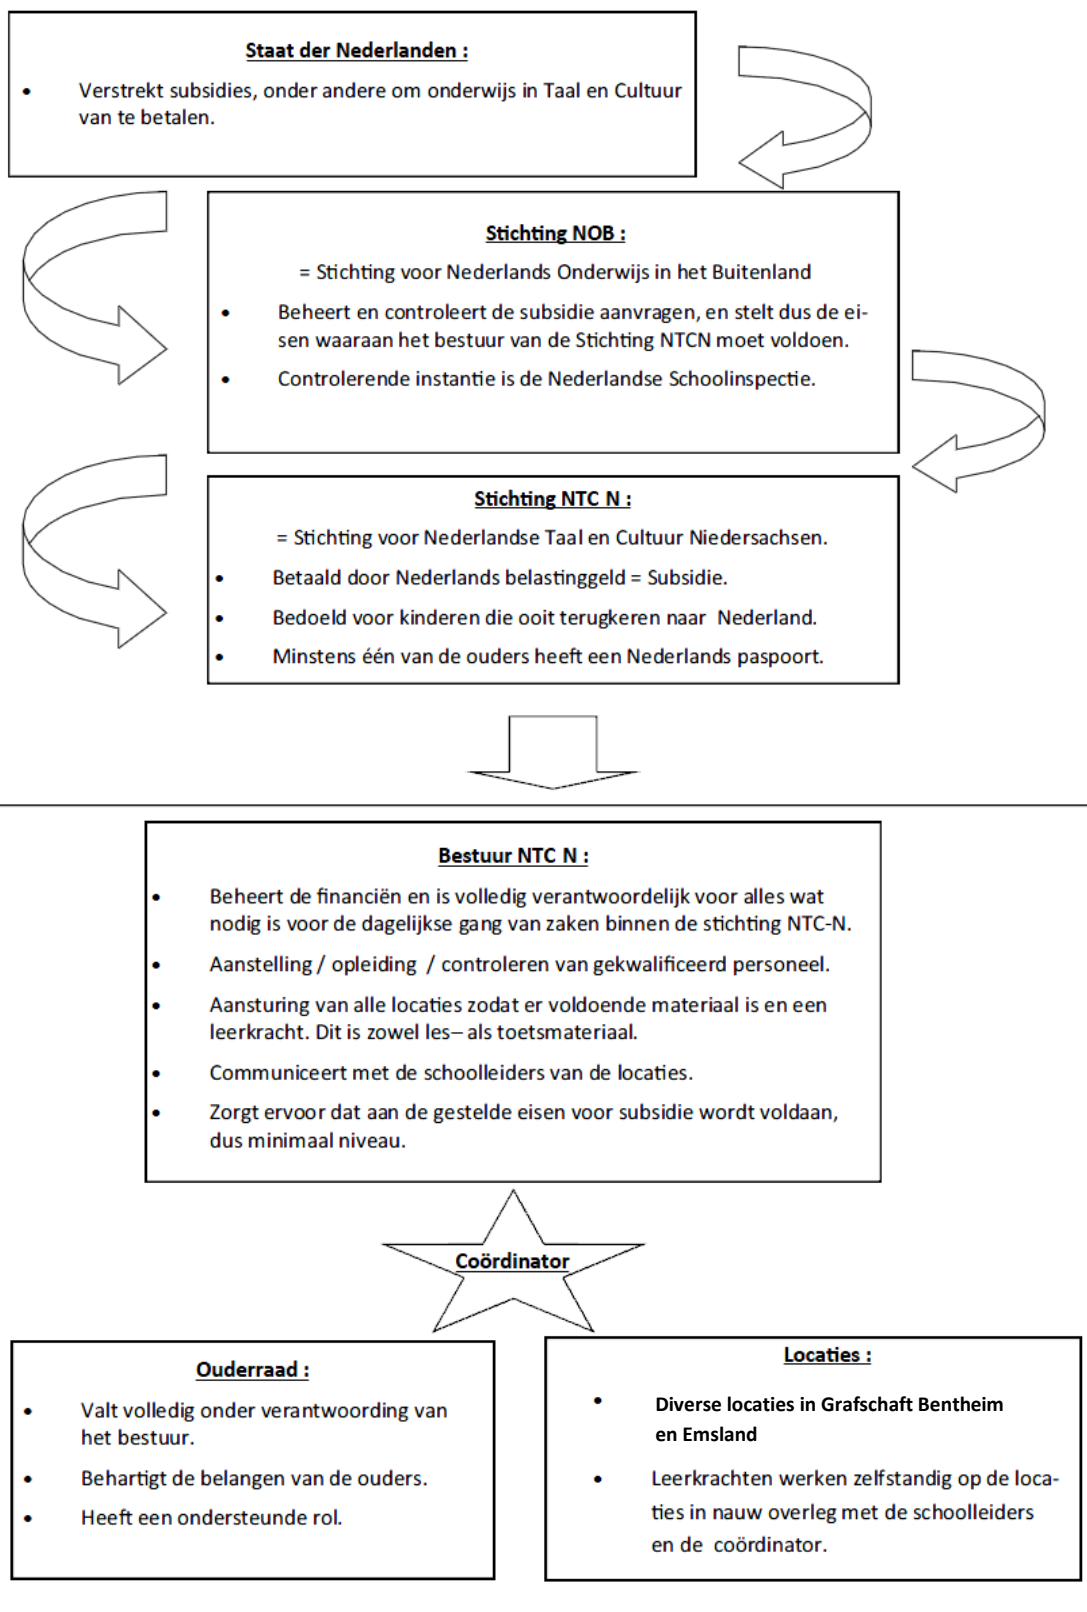 Staat der Nederlanden :
• Verstrekt subsidies, onder andere om onderwijs in Taal en Cultuur
van te betalen.
Stichting NOB :
= Stichting voor Nederlands Onderwijs in het Buitenland
• Beheert en controleert de subsidie aanvragen, en stelt dus de ei-
sen waaraan het bestuur van de Stichting NTCN moet voldoen.
• Controlerende instantie is de Nederlandse Schoolinspectie.
Stichting NTC N :
= Stichting voor Nederlandse Taal en Cultuur Niedersachsen.
• Betaald door Nederlands belastinggeld = Subsidie.
• Bedoeld voor kinderen die ooit terugkeren naar Nederland.
• Minstens één van de ouders heeft een Nederlands paspoort.
Bestuur NTC N :
• Beheert de financiën en is volledig verantwoordelijk voor alles wat
nodig is voor de dagelijkse gang van zaken binnen de stichting NTC-N.
• Aanstelling / opleiding / controleren van gekwalificeerd personeel.
• Aansturing van alle locaties zodat er voldoende materiaal is en een
leerkracht. Dit is zowel les– als toetsmateriaal.
• Communiceert met de schoolleiders van de locaties.
• Zorgt ervoor dat aan de gestelde eisen voor subsidie wordt voldaan,
dus minimaal niveau.
Coördinator
Ouderraad :
• Valt volledig onder verantwoording van
het bestuur.
• Behartigt de belangen van de ouders.
• Heeft een ondersteunde rol.
Locaties :
• Diverse locaties in Grafschaft Bentheim
en Emsland
• Leerkrachten werken zelfstandig op de loca-
ties in nauw overleg met de schoolleiders
en de coördinator.